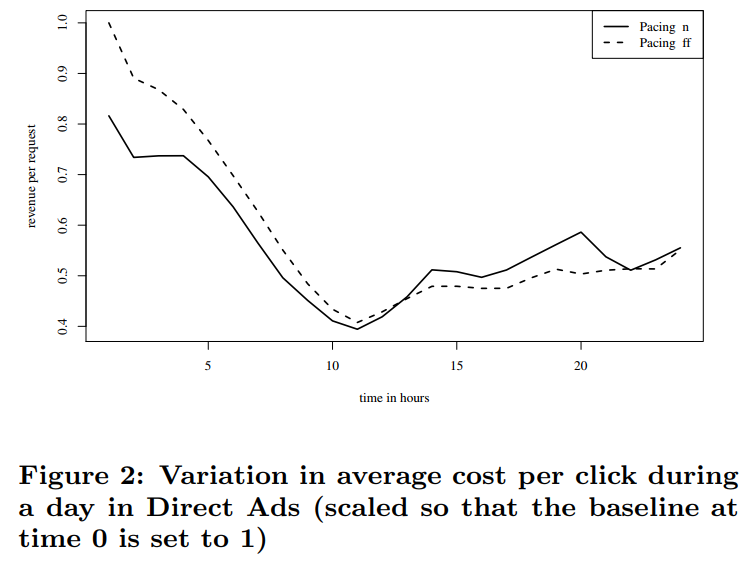 Pacing n
Pacing ff
revenue per request
1.0
0.9
0.8
0.7
0.6
0.5
0.4
5 10 15 20
time in hours
Figure 2: Variation in average cost per click during
a day in Direct Ads (scaled so that the baseline at
time 0 is set to 1)